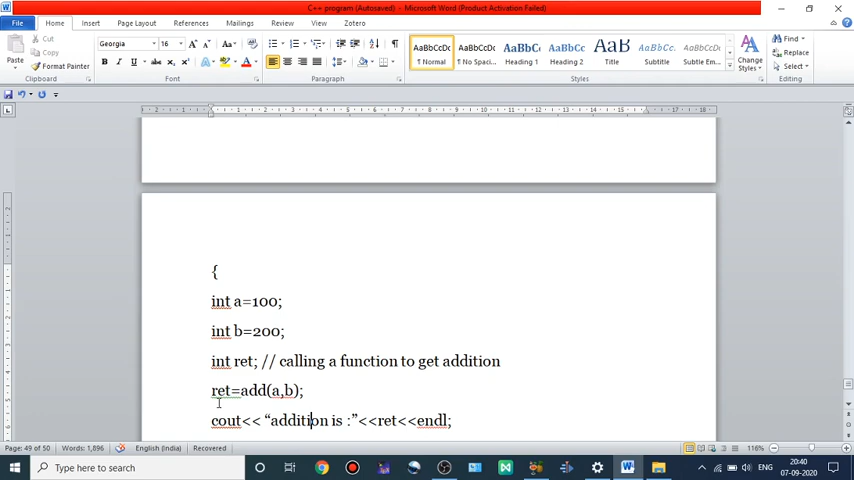 C++ program (Autosaved) – Microsoft Word (Product Activation Failed)
File Home Insert Page Layout References Mailings Review View Zotero
Paste Cut Copy Format Painter Clipboard
Georgia 16 Font
Paragraph
AaBbCcDc ¶ Normal AaBbCcDc ¶ No Spaci... AaBbCc Heading 1 AaBbCc Heading 2 AaB Title AaBbCc. Subtitle AaBbCcDc Subtle Em... Change Styles Styles
Find Replace Select Editing
{
int a=100;
int b=200;
int ret; // calling a function to get addition
ret=add(a,b);
cout<< “addition is :”<<ret<<endl;
Page: 49 of 50 Words: 1,896 English (India) Recovered 116%
Type here to search ENG 20:40 07-09-2020